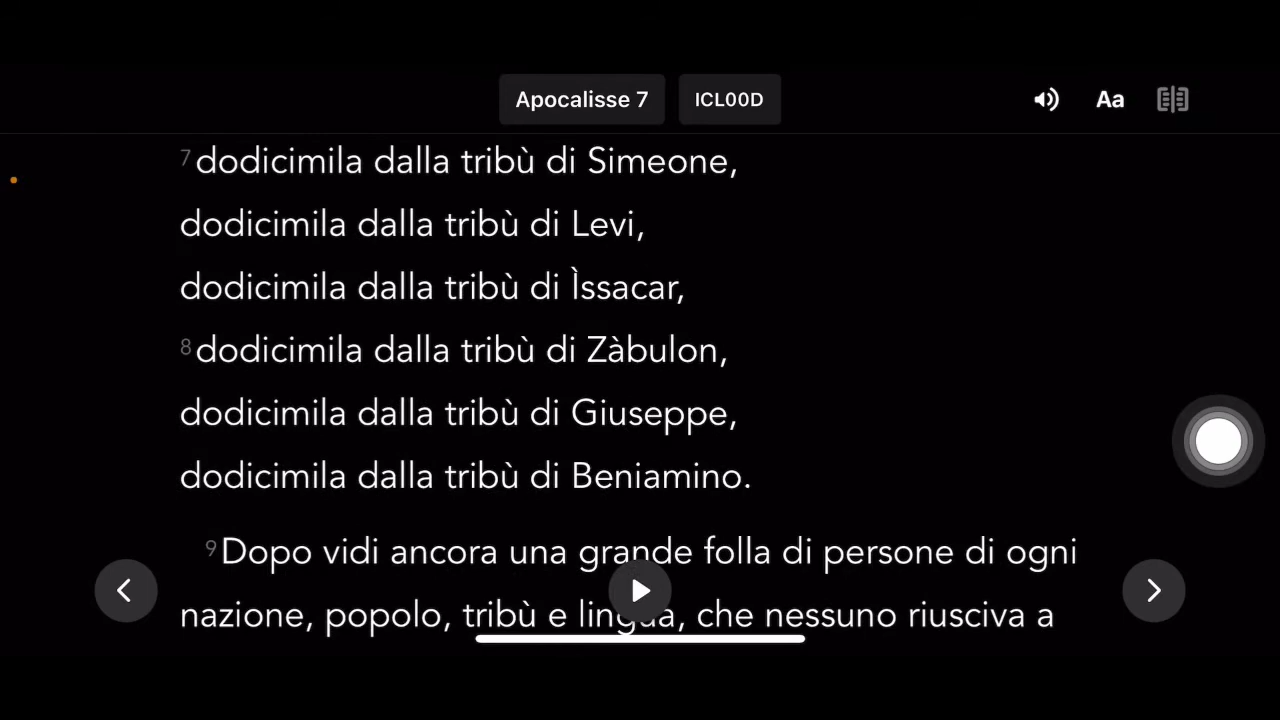 Apocalisse 7 ICL00D
Aa
7 dodicimila dalla tribù di Simeone,
dodicimila dalla tribù di Levi,
dodicimila dalla tribù di Ìssacar,
8 dodicimila dalla tribù di Zàbulon,
dodicimila dalla tribù di Giuseppe,
dodicimila dalla tribù di Beniamino.
9 Dopo vidi ancora una grande folla di persone di ogni
nazione, popolo, tribù e lingua, che nessuno riusciva a